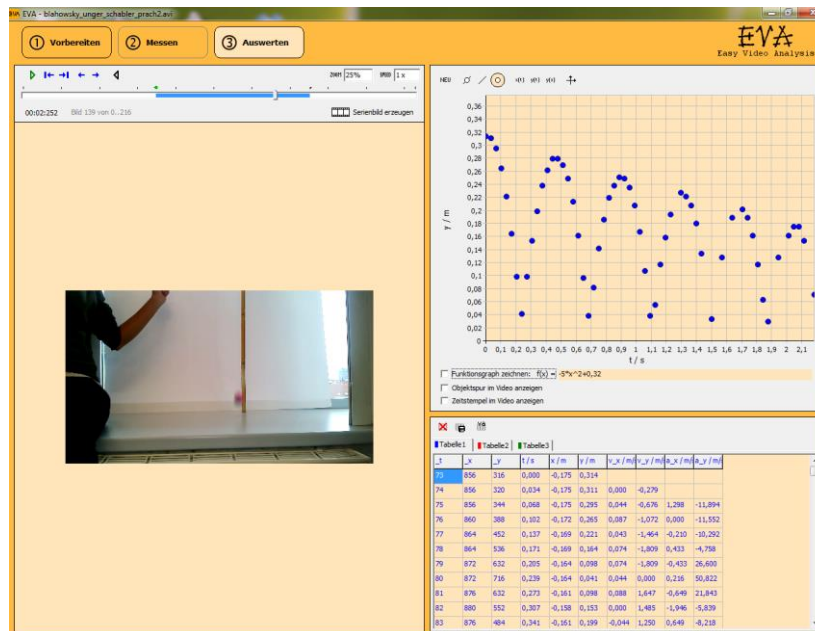 EVA - blahowsky_unger_schabler_prach2.avi
1 Vorbereiten
2 Messen
3 Auswerten
EVA
Easy Video Analysis
ZOOM 25% SPEED 1x
00:02:252 Bild 139 von 0..216 Serienbild erzeugen
NEU x(t) y(t) y(x)
y / m
0,36
0,34
0,32
0,3
0,28
0,26
0,24
0,22
0,2
0,18
0,16
0,14
0,12
0,1
0,08
0,06
0,04
0,02
0
0 0,1 0,2 0,3 0,4 0,5 0,6 0,7 0,8 0,9 1 1,1 1,2 1,3 1,4 1,5 1,6 1,7 1,8 1,9 2 2,1
t / s
Funktionsgraph zeichnen: f(x) = -5*x^2+0,32
Objektspur im Video anzeigen
Zeitstempel im Video anzeigen
Tabelle1 Tabelle2 Tabelle3
_t _x _y t / s x / m y / m v_x / m/ v_y / m/ a_x / m/ a_y / m/
73 856 316 0,000 -0,175 0,314
74 856 320 0,034 -0,175 0,311 0,000 -0,279
75 856 344 0,068 -0,175 0,295 0,044 -0,676 1,298 -11,894
76 860 388 0,102 -0,172 0,265 0,087 -1,072 0,000 -11,552
77 864 452 0,137 -0,169 0,221 0,043 -1,464 -0,210 -10,292
78 864 536 0,171 -0,169 0,164 0,074 -1,809 0,433 -4,758
79 872 632 0,205 -0,164 0,098 0,074 -1,809 -0,433 26,600
80 872 716 0,239 -0,164 0,041 0,044 0,000 0,216 50,822
81 876 632 0,273 -0,161 0,098 0,088 1,647 -0,649 21,843
82 880 552 0,307 -0,158 0,153 0,000 1,485 -1,946 -5,839
83 876 484 0,341 -0,161 0,199 -0,044 1,250 0,649 -8,218